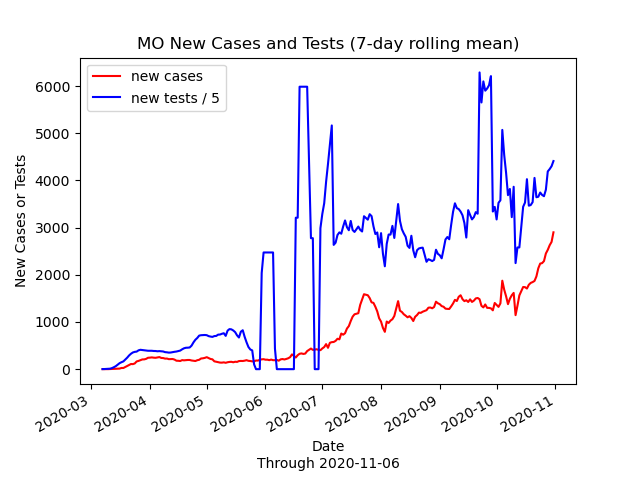 MO New Cases and Tests (7-day rolling mean)
new cases
new tests / 5
New Cases or Tests
6000
5000
4000
3000
2000
1000
0
2020-03
2020-04
2020-05
2020-06
2020-07
2020-08
2020-09
2020-10
2020-11
Date
Through 2020-11-06